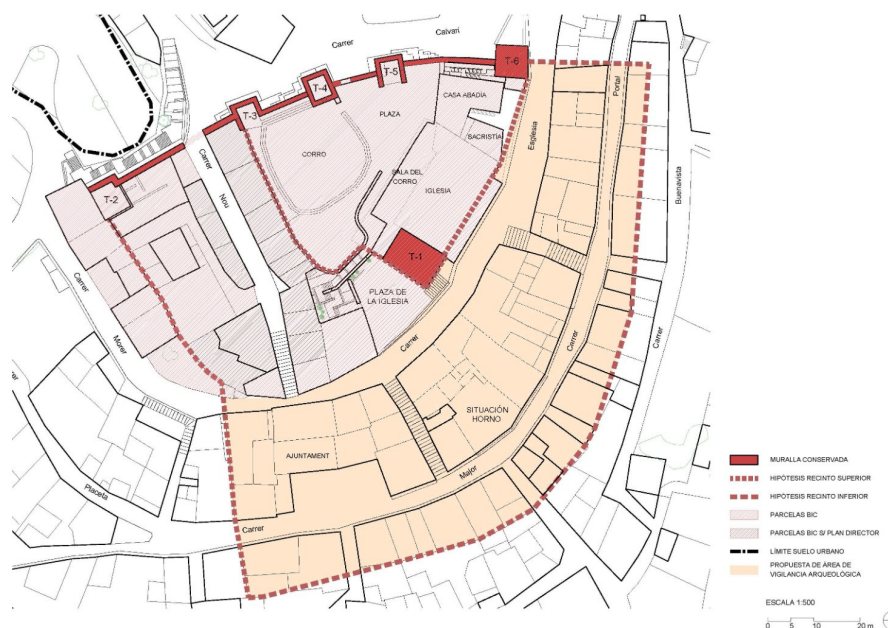 Carrer
Calvarí
T-6
T-5
T-4
T-3
T-2
CASA ABADÍA
PLAZA
SACRISTÍA
CORRO
SALA DEL
CORRO
IGLESIA
T-1
PLAZA DE
LA IGLESIA
Carrer
Nou
Esglesia
Portal
Buenavista
Carrer
Morer
Carrer
Carrer
Carrer
SITUACIÓN
HORNO
AJUNTAMENT
Major
Placeta
Carrer
MURALLA CONSERVADA
HIPÓTESIS RECINTO SUPERIOR
HIPÓTESIS RECINTO INFERIOR
PARCELAS BIC
PARCELAS BIC S/ PLAN DIRECTOR
LÍMITE SUELO URBANO
PROPUESTA DE ÁREA DE
VIGILANCIA ARQUEOLÓGICA
ESCALA 1:500
0 5 10 20 m